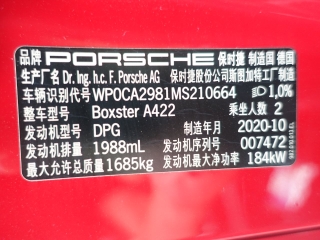 品牌 PORSCHE 保时捷 制造国 德国
生产厂名 Dr. Ing. h.c. F. Porsche AG 保时捷股份公司斯图加特工厂制造
车辆识别代号 WP0CA2981MS210664 1,0%
整车型号 Boxster A422 乘坐人数 2
发动机型号 DPG 制造年月 2020-10
发动机排量 1988mL 发动机序列号 007472
最大允许总质量 1685kg 发动机最大净功率 184kW